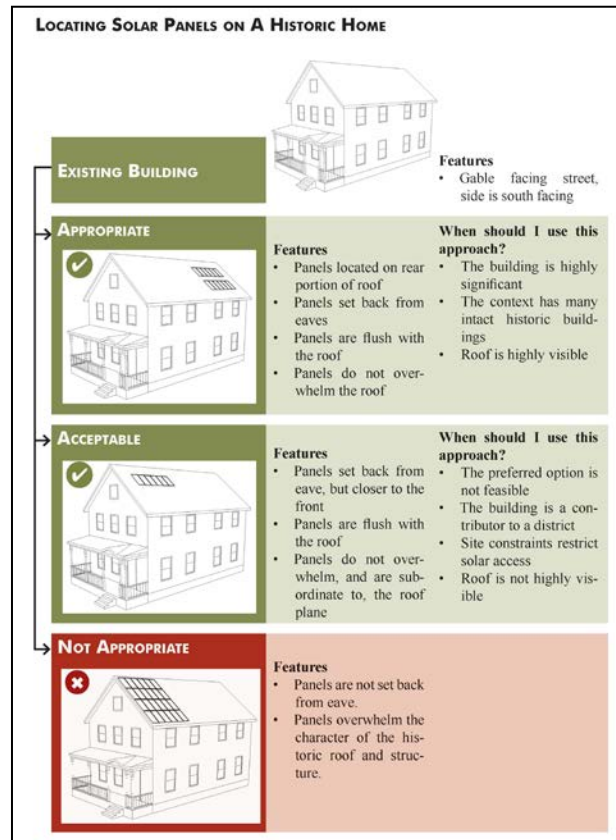 LOCATING SOLAR PANELS ON A HISTORIC HOME
EXISTING BUILDING
Features
• Gable facing street,
side is south facing
APPROPRIATE
Features
• Panels located on rear
portion of roof
• Panels set back from
eaves
• Panels are flush with
the roof
• Panels do not over-
whelm the roof
When should I use this
approach?
• The building is highly
significant
• The context has many
intact historic build-
ings
• Roof is highly visible
ACCEPTABLE
Features
• Panels set back from
eave, but closer to the
front
• Panels are flush with
the roof
• Panels do not over-
whelm, and are sub-
ordinate to, the roof
plane
When should I use this
approach?
• The preferred option is
not feasible
• The building is a con-
tributor to a district
• Site constraints restrict
solar access
• Roof is not highly vis-
ible
NOT APPROPRIATE
Features
• Panels are not set back
from eave.
• Panels overwhelm the
character of the his-
toric roof and struc-
ture.